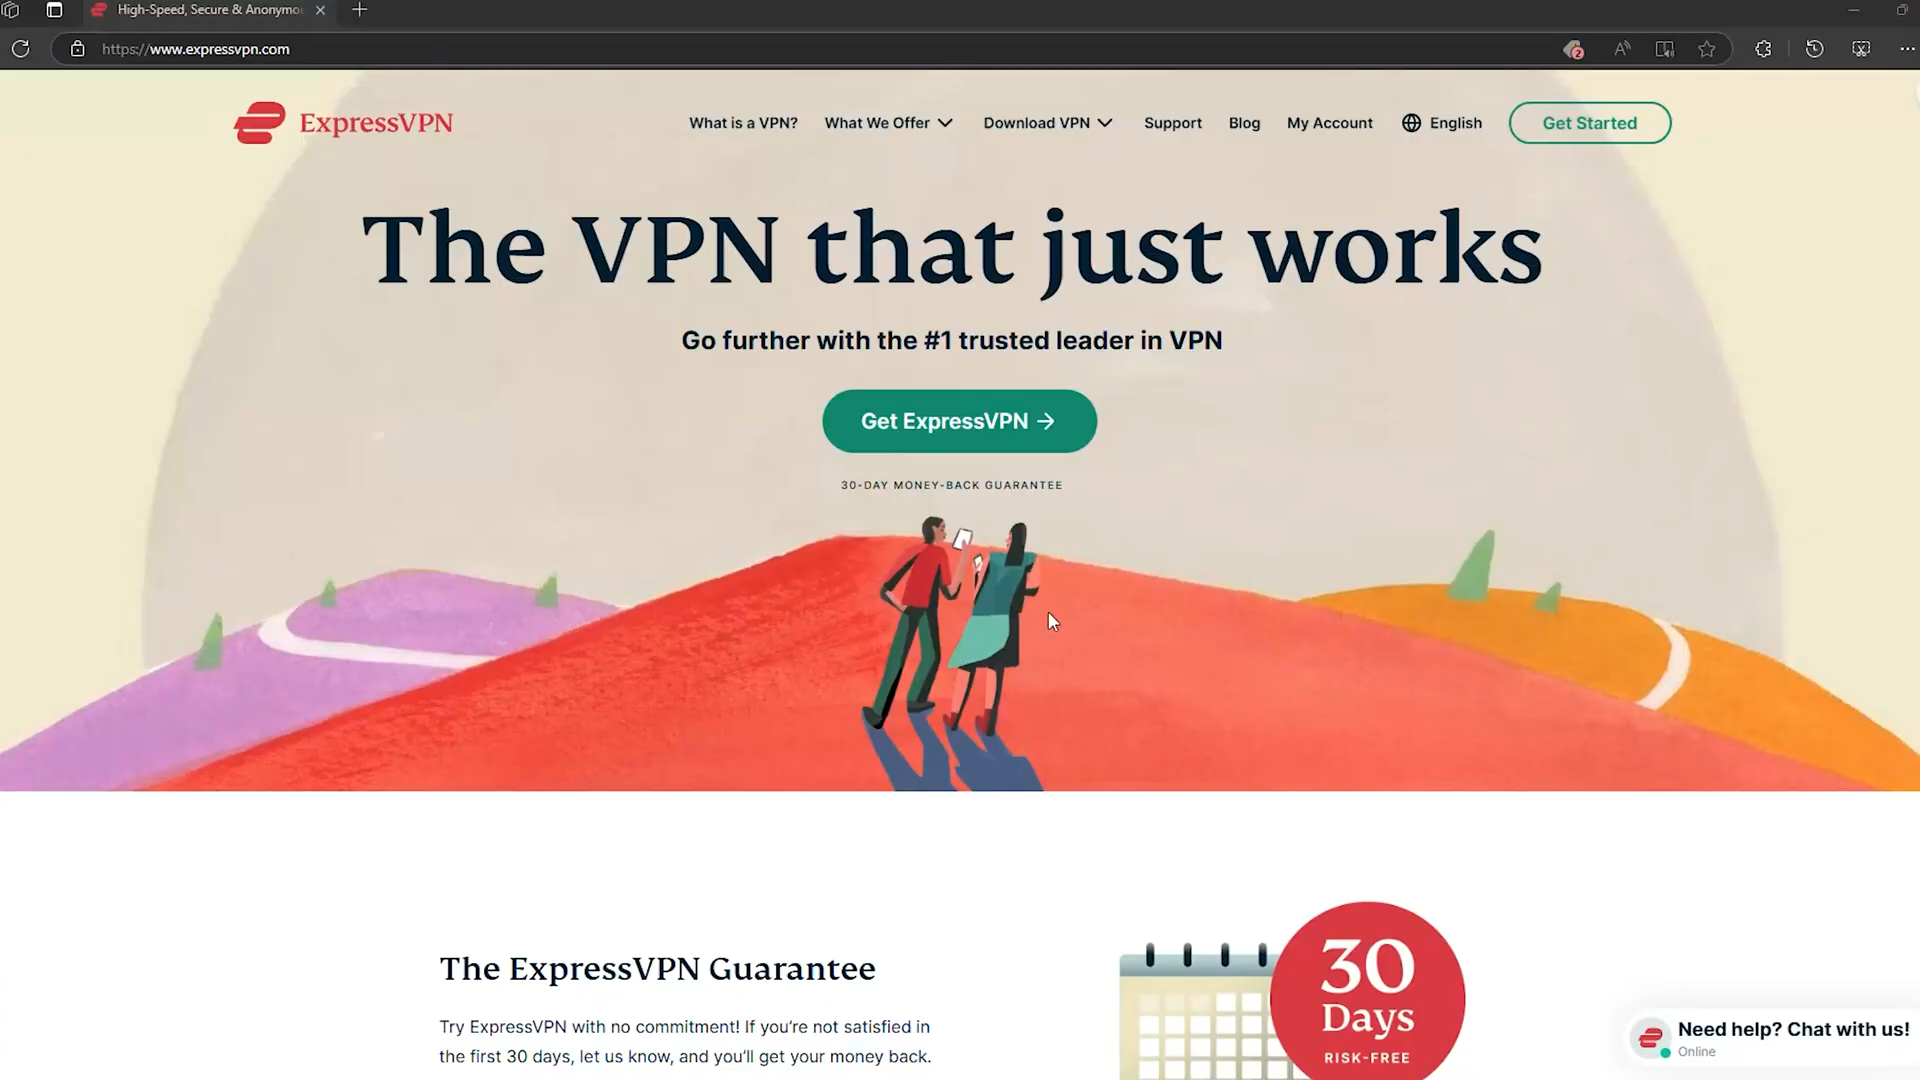 High-Speed, Secure & Anonymo
https://www.expressvpn.com
2
ExpressVPN
What is a VPN?
What We Offer
Download VPN
Support
Blog
My Account
English
Get Started
The VPN that just works
Go further with the #1 trusted leader in VPN
Get ExpressVPN →
30-DAY MONEY-BACK GUARANTEE
The ExpressVPN Guarantee
Try ExpressVPN with no commitment! If you’re not satisfied in
the first 30 days, let us know, and you’ll get your money back.
30
Days
RISK-FREE
Need help? Chat with us!
Online